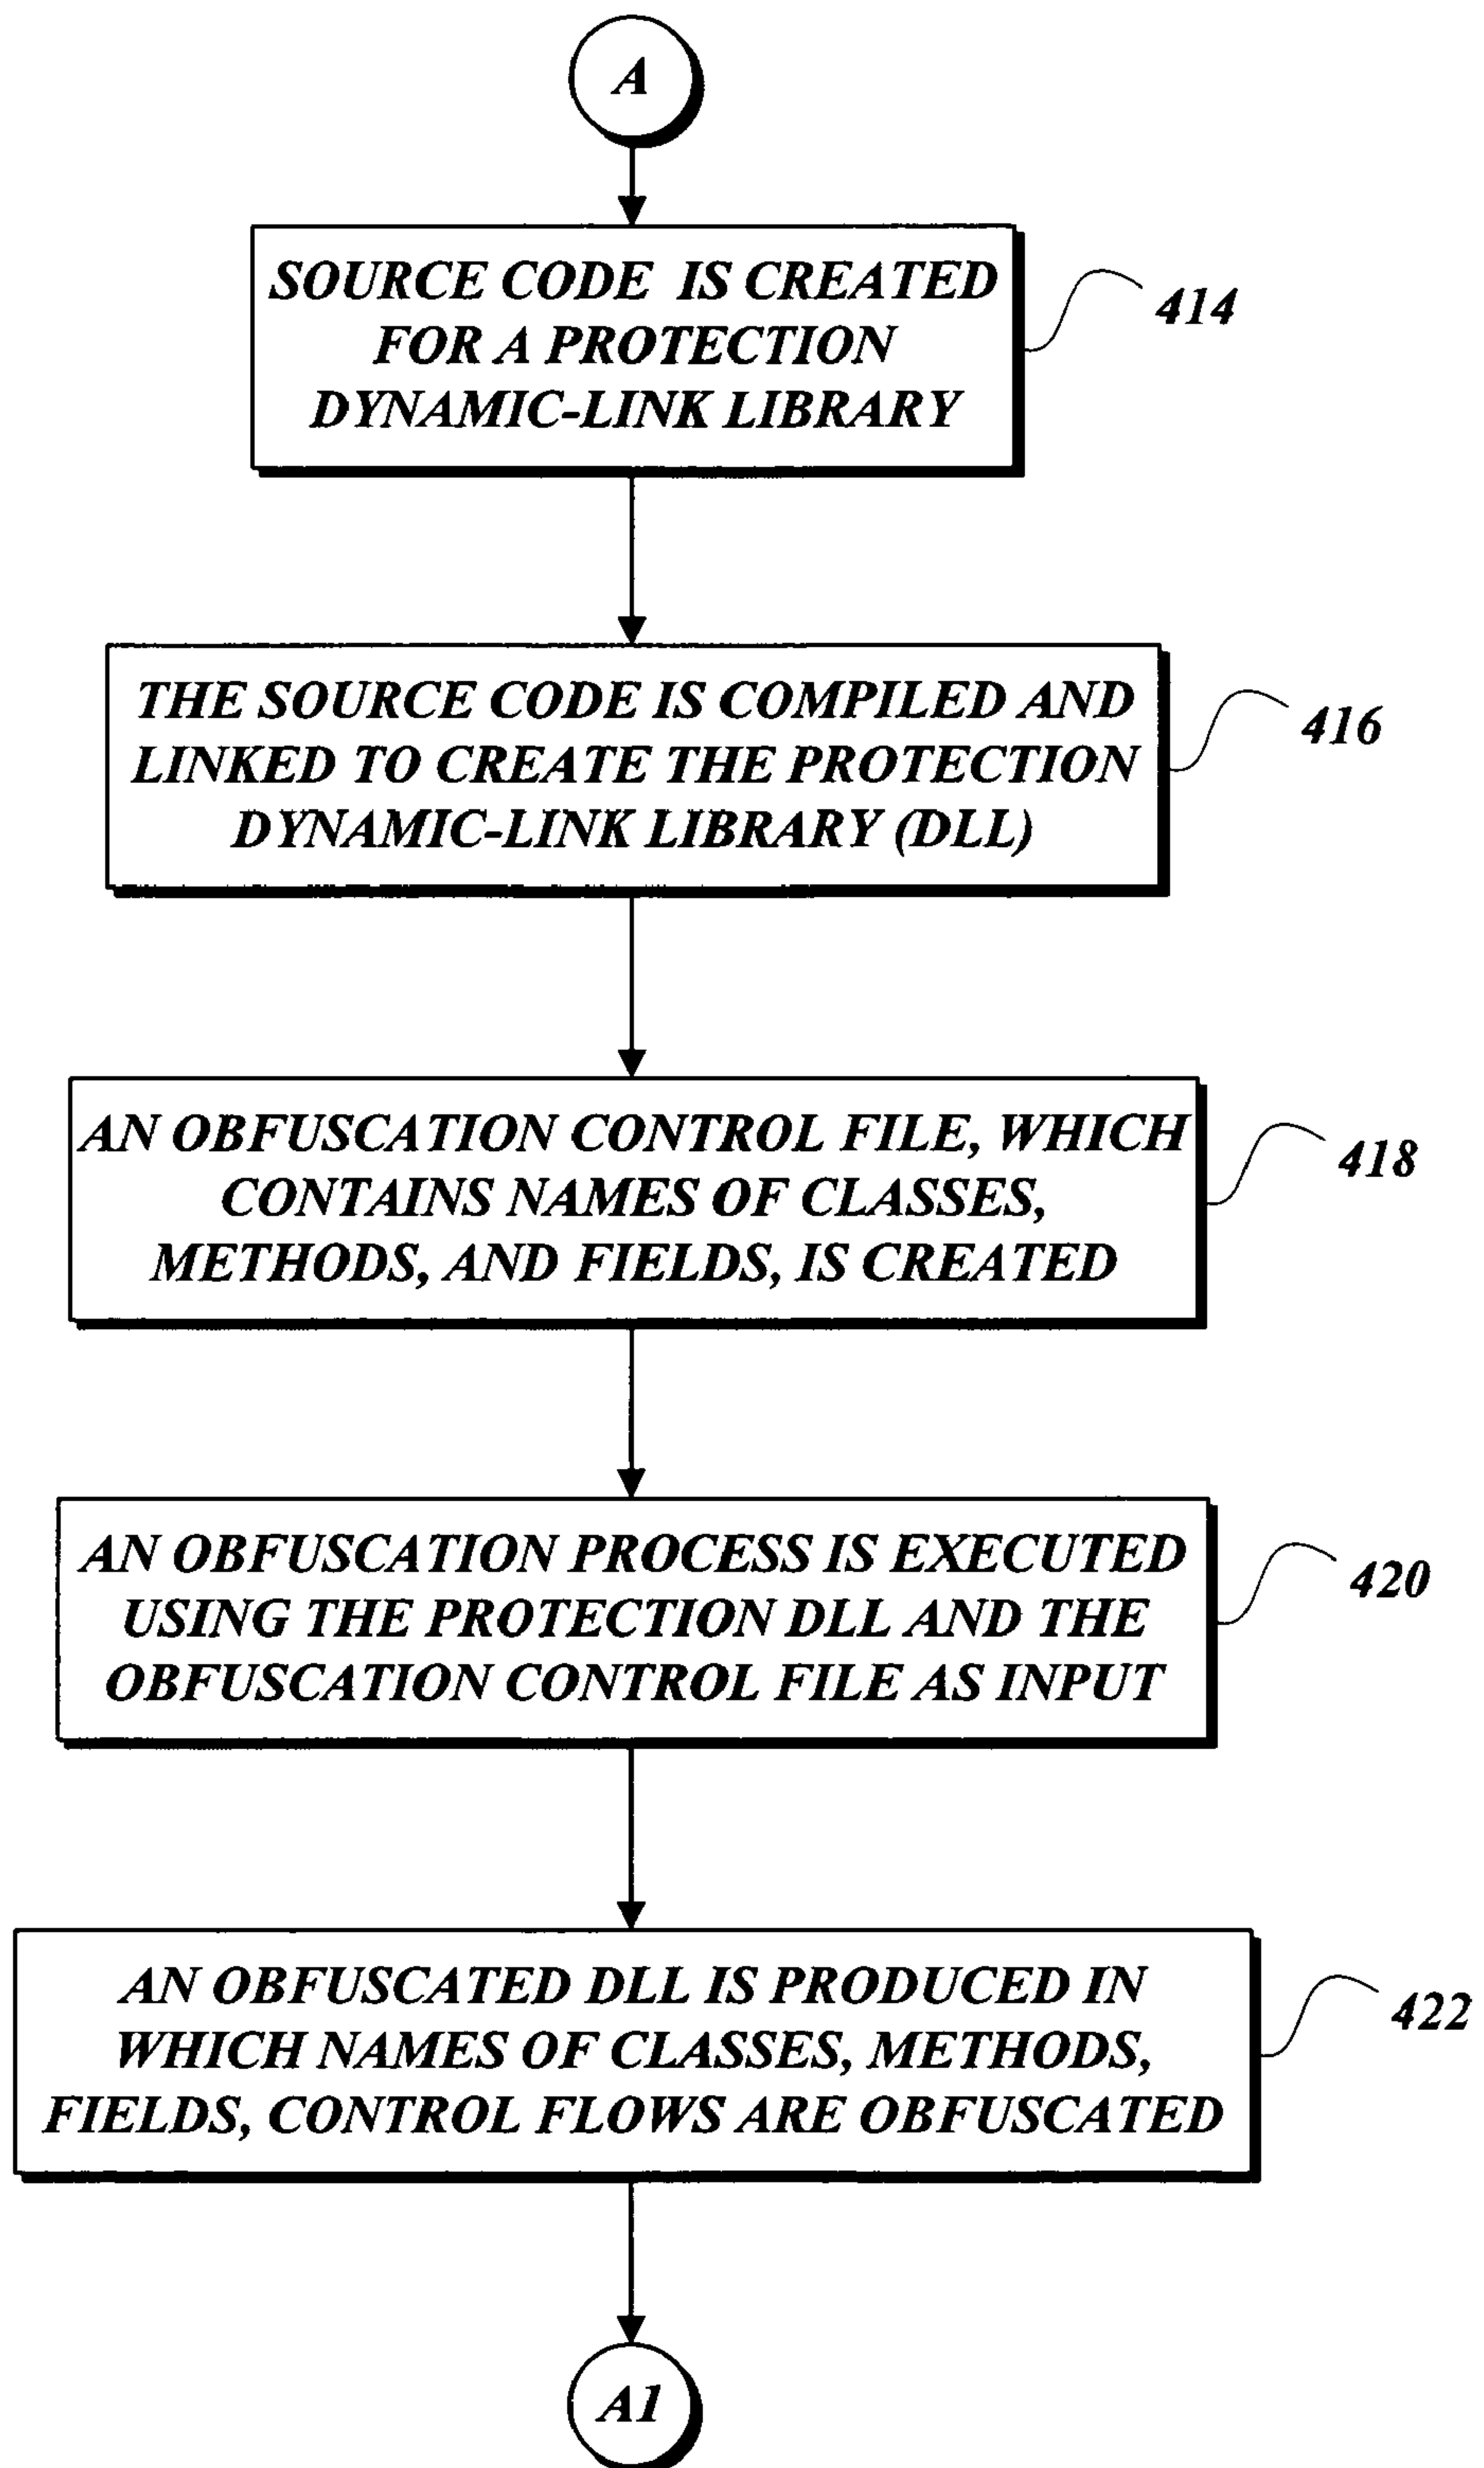 A
SOURCE CODE IS CREATED
FOR A PROTECTION
DYNAMIC-LINK LIBRARY
414
THE SOURCE CODE IS COMPILED AND
LINKED TO CREATE THE PROTECTION
DYNAMIC-LINK LIBRARY (DLL)
416
AN OBFUSCATION CONTROL FILE, WHICH
CONTAINS NAMES OF CLASSES,
METHODS, AND FIELDS, IS CREATED
418
AN OBFUSCATION PROCESS IS EXECUTED
USING THE PROTECTION DLL AND THE
OBFUSCATION CONTROL FILE AS INPUT
420
AN OBFUSCATED DLL IS PRODUCED IN
WHICH NAMES OF CLASSES, METHODS,
FIELDS, CONTROL FLOWS ARE OBFUSCATED
422
A1